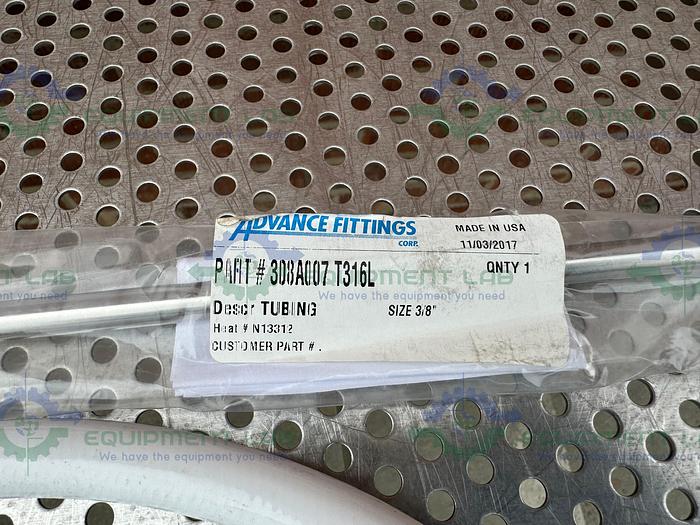 ADVANCE FITTINGS
CORP.
MADE IN USA
11/03/2017
PART # 308A007 T316L
QNTY 1
Descr TUBING
SIZE 3/8"
Heat # N13312
CUSTOMER PART # .
EQUIPMENT LAB
We have the equipment you need